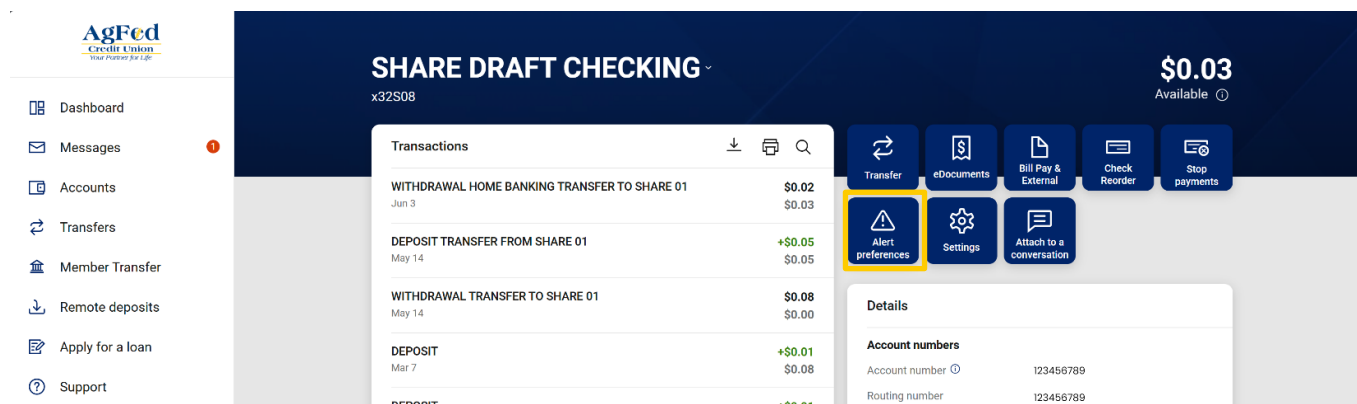 AgFed
Credit Union
Your Partner for Life
Dashboard
Messages
1
Accounts
Transfers
Member Transfer
Remote deposits
Apply for a loan
Support
SHARE DRAFT CHECKING
x32S08
$0.03
Available
Transactions
WITHDRAWAL HOME BANKING TRANSFER TO SHARE 01
$0.02
Jun 3
$0.03
DEPOSIT TRANSFER FROM SHARE 01
+$0.05
May 14
$0.05
WITHDRAWAL TRANSFER TO SHARE 01
$0.08
May 14
$0.00
DEPOSIT
+$0.01
Mar 7
$0.08
DEPOSIT
+$0.01
Transfer
eDocuments
Bill Pay &
External
Check
Reorder
Stop
payments
Alert
preferences
Settings
Attach to a
conversation
Details
Account numbers
Account number
123456789
Routing number
123456789